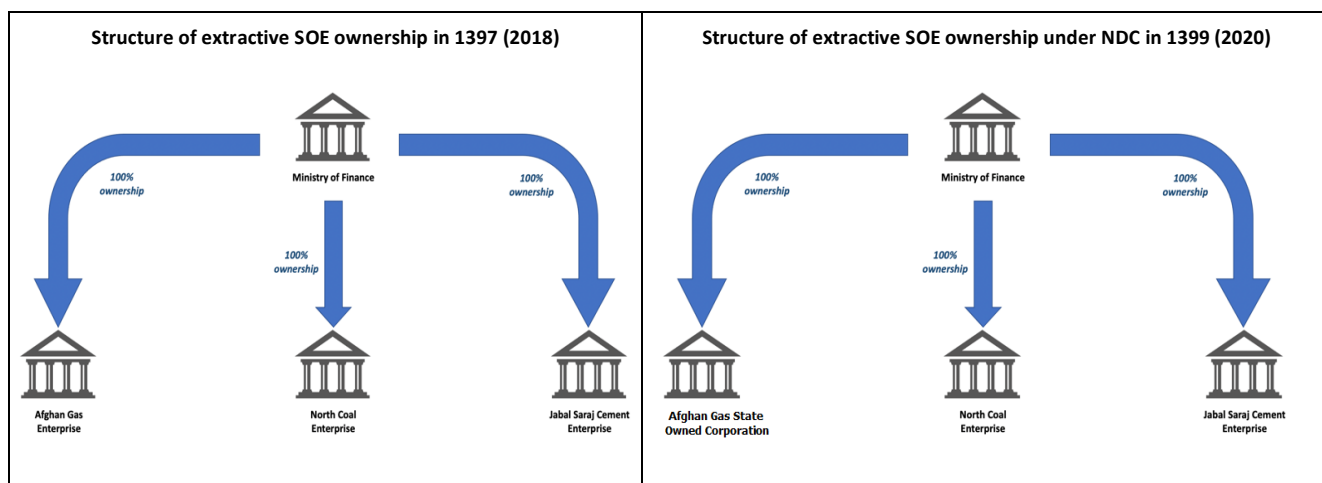 Structure of extractive SOE ownership in 1397 (2018)
Ministry of Finance
100%
ownership
100%
ownership
100%
ownership
Afghan Gas
Enterprise
North Coal
Enterprise
Jabal Saraj Cement
Enterprise
Structure of extractive SOE ownership under NDC in 1399 (2020)
Ministry of Finance
100%
ownership
100%
ownership
100%
ownership
Afghan Gas State
Owned Corporation
North Coal
Enterprise
Jabal Saraj Cement
Enterprise